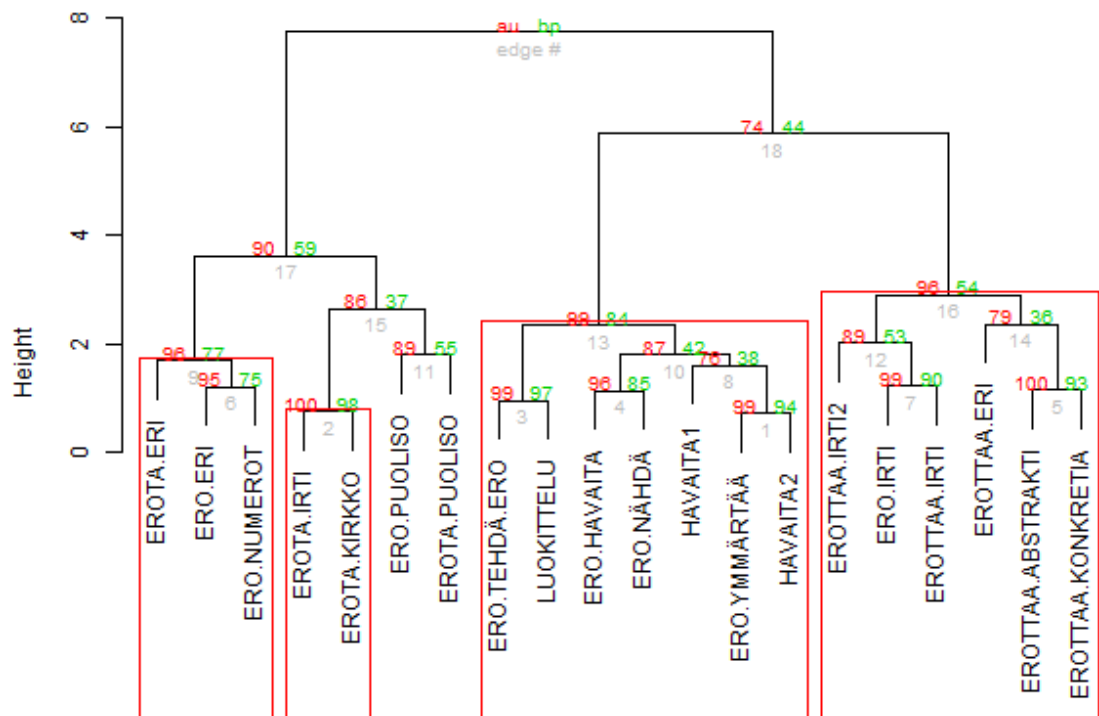 8
au bp
edge #
6
74 44
18
4
90 59
17
Height
96 54
16
86 37
15
99 84
13
79 36
14
2
96 77
9
89 55
11
87 42
10
76 38
8
89 53
12
95 75
6
99 97
3
96 85
4
99 90
7
100 93
5
100 98
2
99 94
1
0
EROTA.ERI
ERO.ERI
ERO.NUMEROT
EROTA.IRTI
EROTA.KIRKKO
ERO.PUOLISO
EROTA.PUOLISO
ERO.TEHDÄ.ERO
LUOKITTELU
ERO.HAVAITA
ERO.NÄHDÄ
HAVAITA1
ERO.YMMÄRTÄÄ
HAVAITA2
EROTTAA.IRTI2
ERO.IRTI
EROTTAA.IRTI
EROTTAA.ERI
EROTTAA.ABSTRAKTI
EROTTAA.KONKRETIA